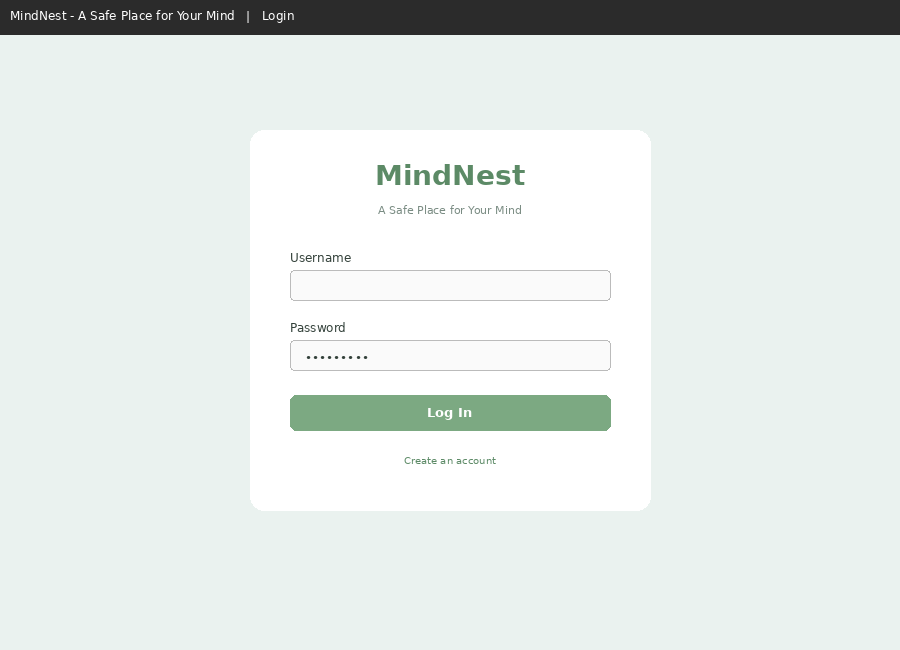 MindNest - A Safe Place for Your Mind | Login
MindNest
A Safe Place for Your Mind
Username
Password
•••••••••
Log In
Create an account